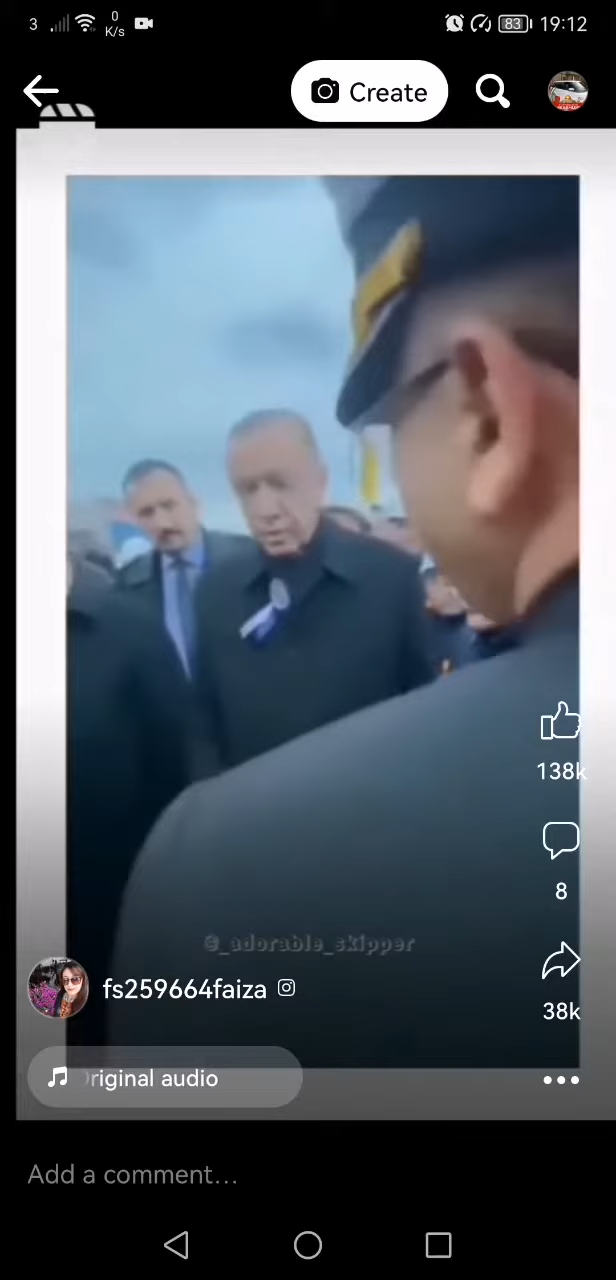 3 0 K/s 83 19:12
Create
138k
8
@_adorable_skipper
fs259664faiza
38k
riginal audio
Add a comment...